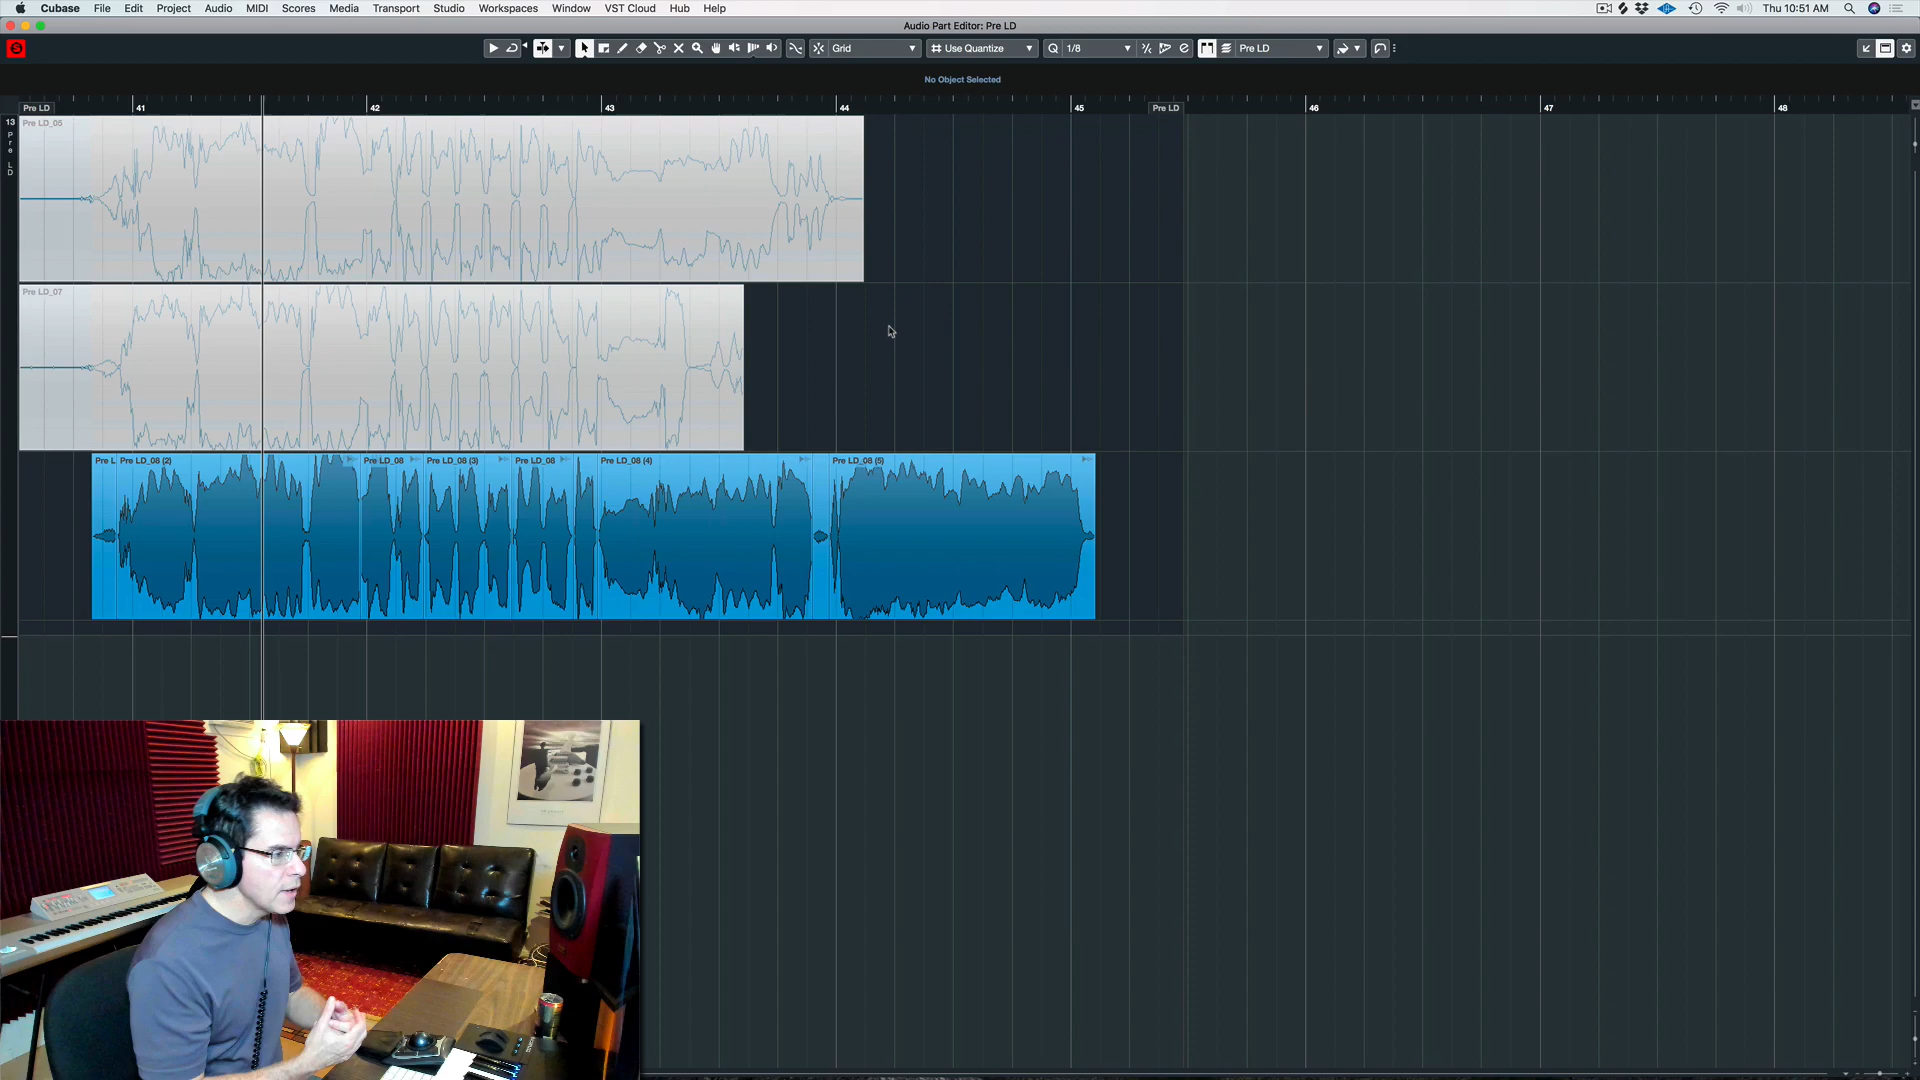 Cubase File Edit Project Audio MIDI Scores Media Transport Studio Workspaces Window VST Cloud Hub Help Thu 10:51 AM
Audio Part Editor: Pre LD
Grid Use Quantize 1/8 Pre LD
No Object Selected
Pre LD 41 42 43 44 45 Pre LD 46 47 48
13 Pre LD
Pre LD_05
Pre LD_07
Pre L Pre LD_08 (2) Pre LD_08 Pre LD_08 (3) Pre LD_08 Pre LD_08 (4) Pre LD_08 (5)